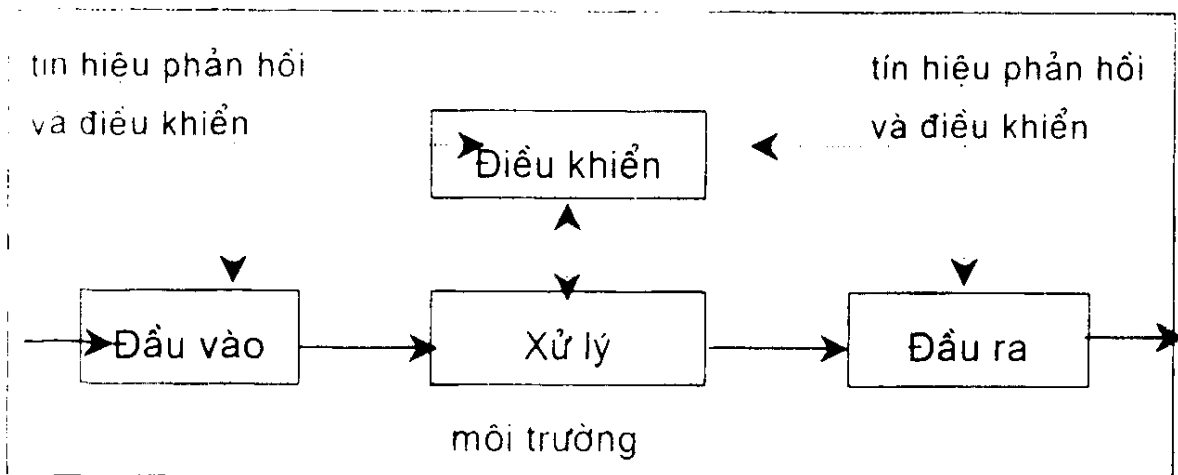 tín hiệu phản hồi
và điều khiển
tín hiệu phản hồi
và điều khiển
Điều khiển
Đầu vào
Xử lý
Đầu ra
môi trường